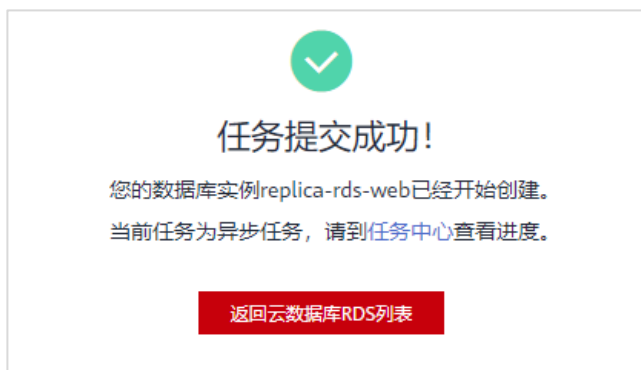 任务提交成功！
您的数据库实例replica-rds-web已经开始创建。
当前任务为异步任务，请到任务中心查看进度。
返回云数据库RDS列表